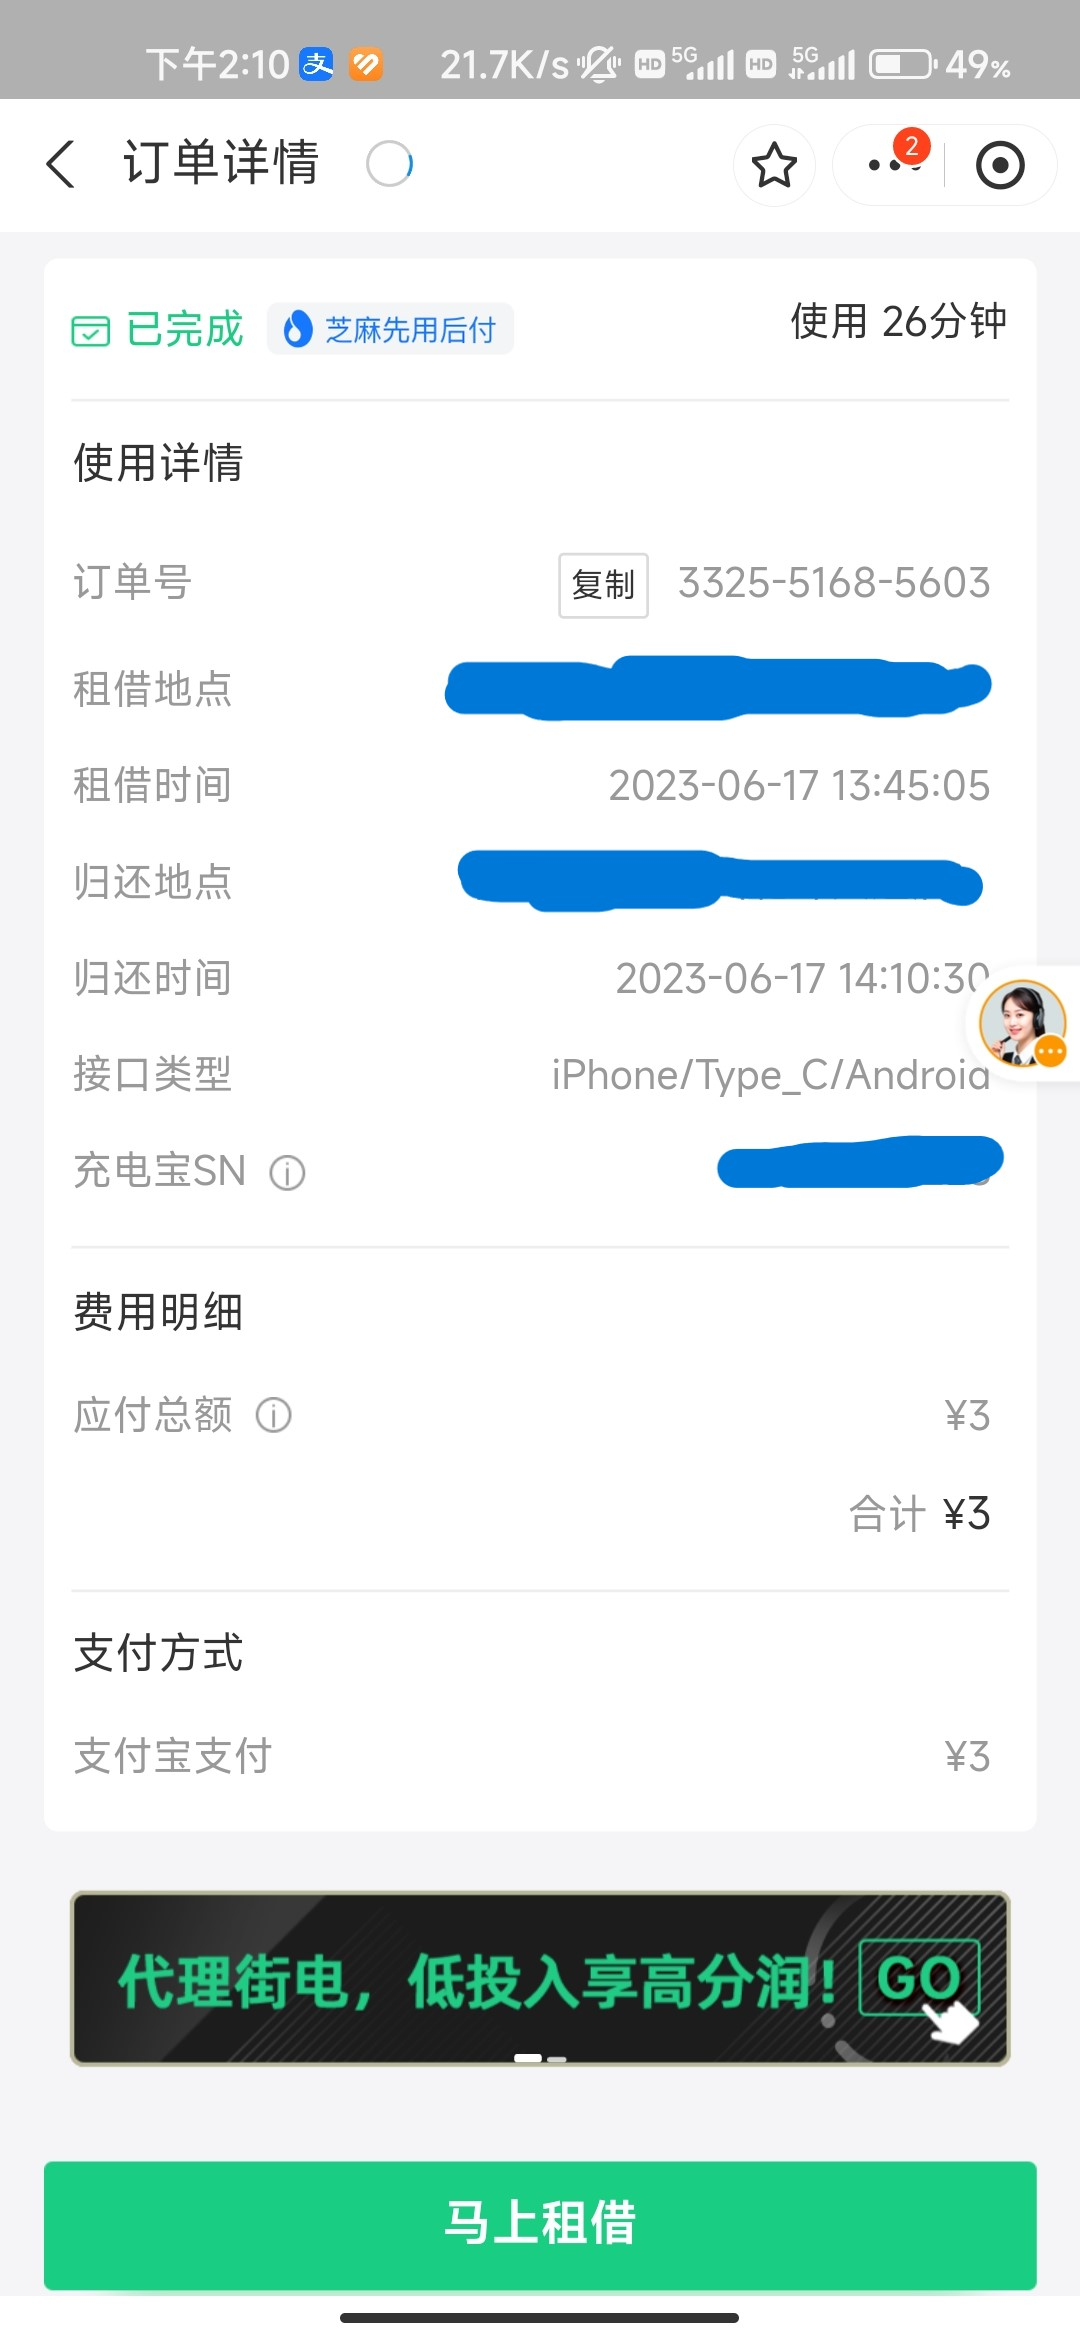 下午2:10 支 21.7K/s HD 5G HD 5G 49%
订单详情 2
已完成 芝麻先用后付 使用 26分钟
使用详情
订单号 复制 3325-5168-5603
租借地点
租借时间 2023-06-17 13:45:05
归还地点
归还时间 2023-06-17 14:10:30
接口类型 iPhone/Type_C/Android
充电宝SN
费用明细
应付总额 ¥3
合计 ¥3
支付方式
支付宝支付 ¥3
代理街电，低投入享高分润！ GO
马上租借